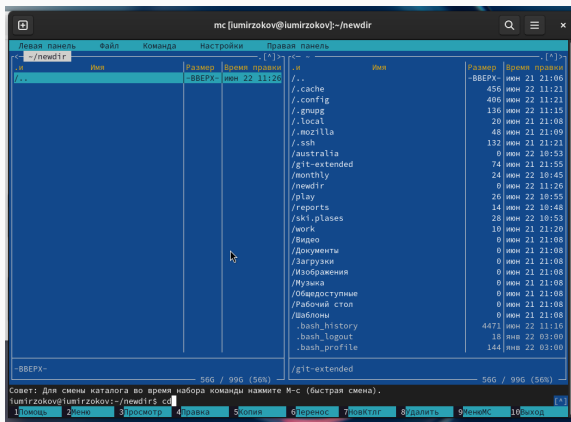 mc [iumirzokov@iumirzokov]:~/newdir
Левая панель Файл Команда Настройки Правая панель
<— ~/newdir .[^]> <— ~ .[^]>
.и Имя Размер Время правки .и Имя Размер Время правки
/.. -ВВЕРХ- июн 22 11:26 /.. -ВВЕРХ- июн 21 21:06
/.cache 456 июн 22 11:21
/.config 406 июн 22 11:21
/.gnupg 136 июн 22 11:15
/.local 20 июн 21 21:08
/.mozilla 48 июн 21 21:09
/.ssh 132 июн 21 21:21
/australia 0 июн 22 10:53
/git-extended 74 июн 21 21:55
/monthly 24 июн 22 10:45
/newdir 0 июн 22 11:26
/play 26 июн 22 10:55
/reports 14 июн 22 10:48
/ski.plases 28 июн 22 10:53
/work 10 июн 21 21:20
/Видео 0 июн 21 21:08
/Документы 0 июн 21 21:08
/Загрузки 0 июн 21 21:08
/Изображения 0 июн 21 21:08
/Музыка 0 июн 21 21:08
/Общедоступные 0 июн 21 21:08
/Рабочий стол 0 июн 21 21:08
/Шаблоны 0 июн 21 21:08
.bash_history 4471 июн 22 11:16
.bash_logout 18 янв 22 03:00
.bash_profile 144 янв 22 03:00
-ВВЕРХ- /git-extended
56G / 99G (56%) 56G / 99G (56%)
Совет: Для смены каталога во время набора команды нажмите M-c (быстрая смена).
iumirzokov@iumirzokov:~/newdir$ cd [^]
1Помощь 2Меню 3Просмотр 4Правка 5Копия 6Перенос 7НовКтлг 8Удалить 9МенюMC 10Выход